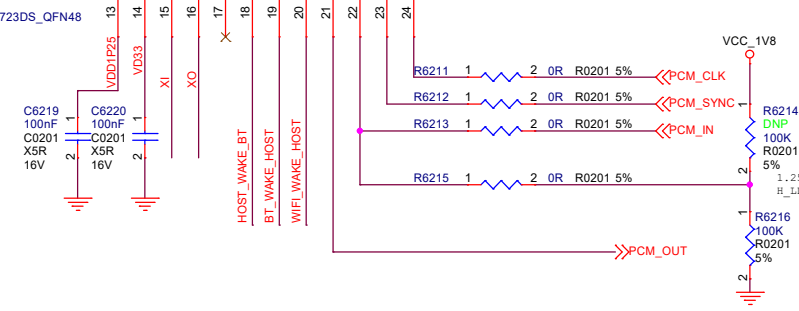 723DS_QFN48
13
14
15
16
17
18
19
20
21
22
23
24
VDD1P25
VD33
XI
XO
HOST_WAKE_BT
BT_WAKE_HOST
WIFI_WAKE_HOST
VCC_1V8
R6211 1 2 0R R0201 5% PCM_CLK
R6212 1 2 0R R0201 5% PCM_SYNC
R6213 1 2 0R R0201 5% PCM_IN
R6215 1 2 0R R0201 5%
PCM_OUT
C6219
100nF
C0201
X5R
16V
1
2
C6220
100nF
C0201
X5R
16V
1
2
1
R6214
DNP
100K
R0201
5%
2
1.25
1
R6216
100K
R0201
5%
2